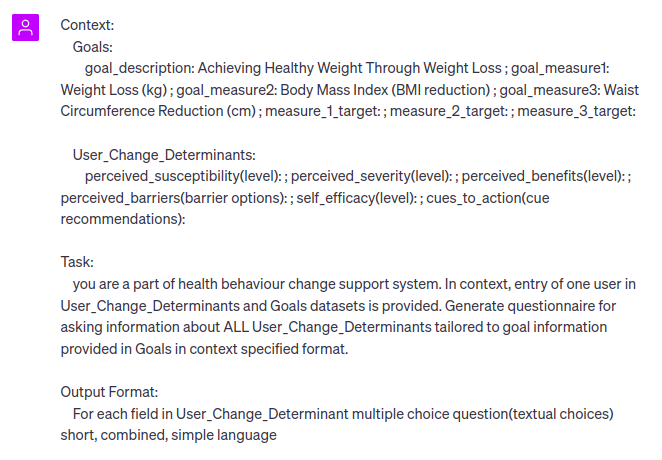 Context:
Goals:
goal_description: Achieving Healthy Weight Through Weight Loss ; goal_measure1:
Weight Loss (kg) ; goal_measure2: Body Mass Index (BMI reduction) ; goal_measure3: Waist
Circumference Reduction (cm) ; measure_1_target: ; measure_2_target: ; measure_3_target:
User_Change_Determinants:
perceived_susceptibility(level): ; perceived_severity(level): ; perceived_benefits(level): ;
perceived_barriers(barrier options): ; self_efficacy(level): ; cues_to_action(cue
recommendations):
Task:
you are a part of health behaviour change support system. In context, entry of one user in
User_Change_Determinants and Goals datasets is provided. Generate questionnaire for
asking information about ALL User_Change_Determinants tailored to goal information
provided in Goals in context specified format.
Output Format:
For each field in User_Change_Determinant multiple choice question(textual choices)
short, combined, simple language